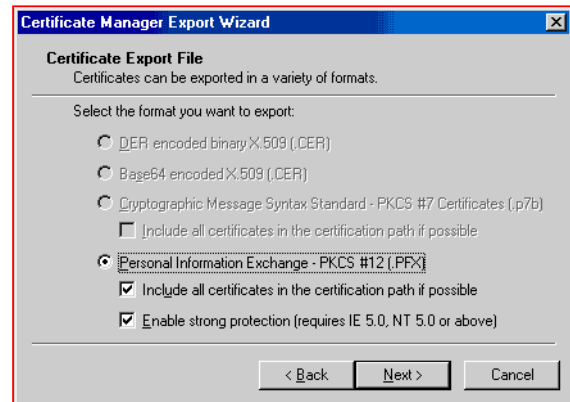 Certificate Manager Export Wizard
Certificate Export File
Certificates can be exported in a variety of formats.
Select the format you want to export:
DER encoded binary X.509 (.CER)
Base64 encoded X.509 (.CER)
Cryptographic Message Syntax Standard - PKCS #7 Certificates (.p7b)
Include all certificates in the certification path if possible
Personal Information Exchange - PKCS #12 (.PFX)
Include all certificates in the certification path if possible
Enable strong protection (requires IE 5.0, NT 5.0 or above)
< Back Next > Cancel